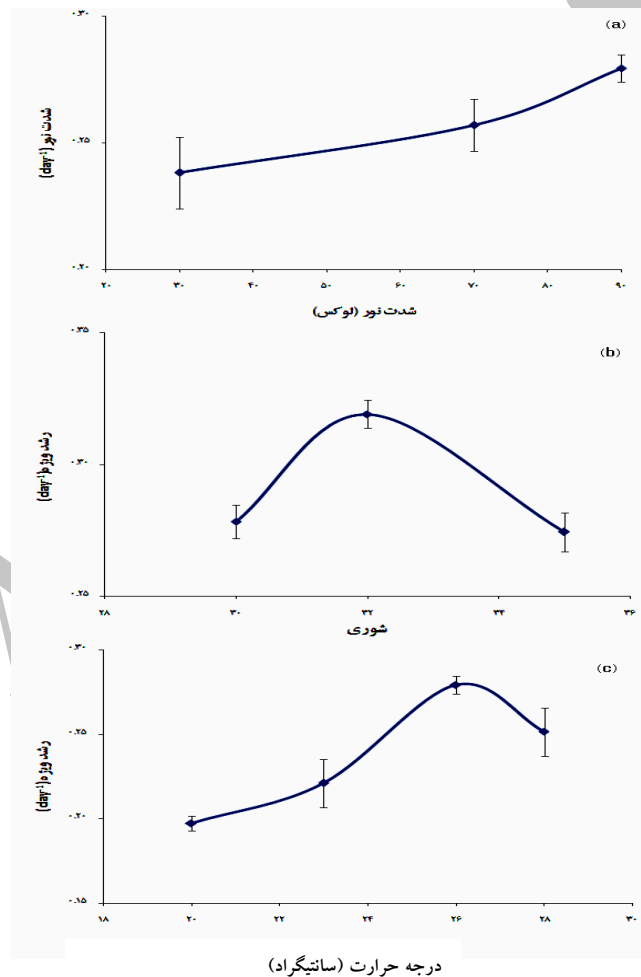 (a)
۰.۳۰
۰.۲۵
۰.۲۰
شدت نور (day⁻¹)
۲۰ ۳۰ ۴۰ ۵۰ ۶۰ ۷۰ ۸۰ ۹۰
شدت نور (لوکس)
(b)
۰.۳۵
۰.۳۰
۰.۲۵
رشد ویژه (day⁻¹)
۲۸ ۳۰ ۳۲ ۳۴ ۳۶
شوری
(c)
۰.۳۰
۰.۲۵
۰.۲۰
۰.۱۵
رشد ویژه (day⁻¹)
۱۸ ۲۰ ۲۲ ۲۴ ۲۶ ۲۸ ۳۰
درجه حرارت (سانتیگراد)